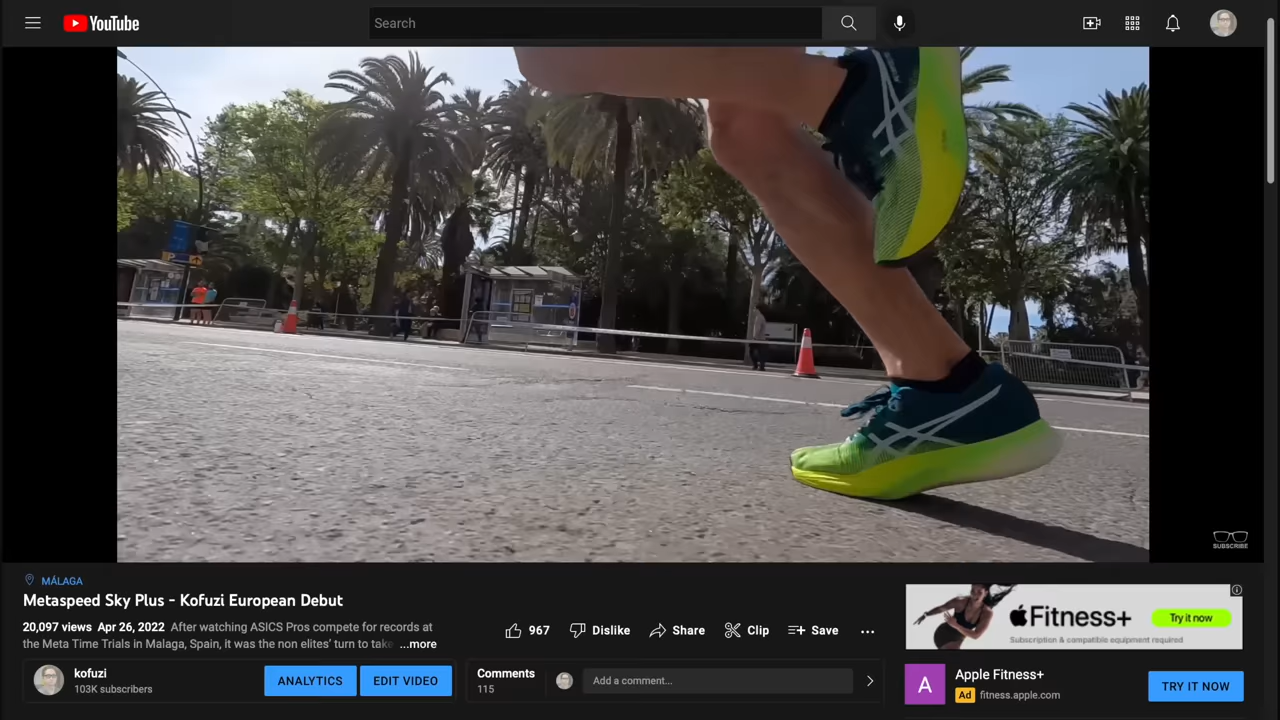 YouTube
Search
SUBSCRIBE
MÁLAGA
Metaspeed Sky Plus - Kofuzi European Debut
20,097 views Apr 26, 2022 After watching ASICS Pros compete for records at
the Meta Time Trials in Malaga, Spain, it was the non elites’ turn to take ...more
967
Dislike
Share
Clip
Save
kofuzi
103K subscribers
ANALYTICS
EDIT VIDEO
Comments
115
Add a comment...
Fitness+
Try it now
Subscription & compatible equipment required
A
Apple Fitness+
Ad fitness.apple.com
TRY IT NOW